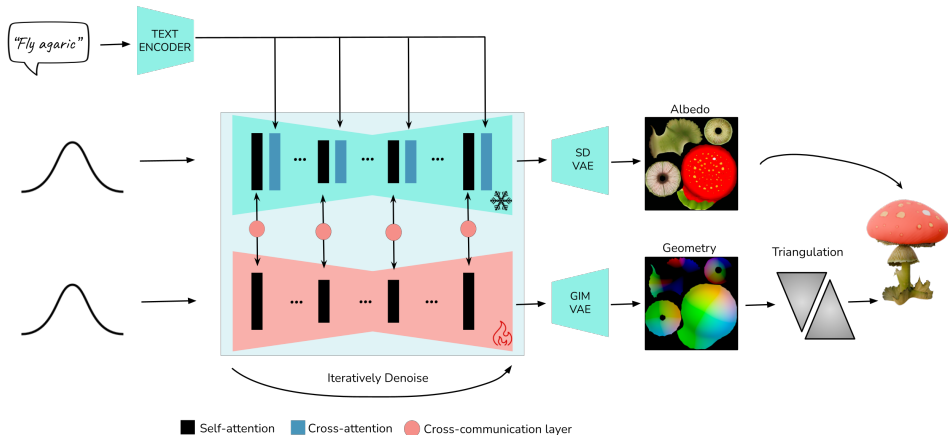 "Fly agaric"
TEXT
ENCODER
Albedo
SD
VAE
Geometry
Triangulation
GIM
VAE
Iteratively Denoise
Self-attention
Cross-attention
Cross-communication layer